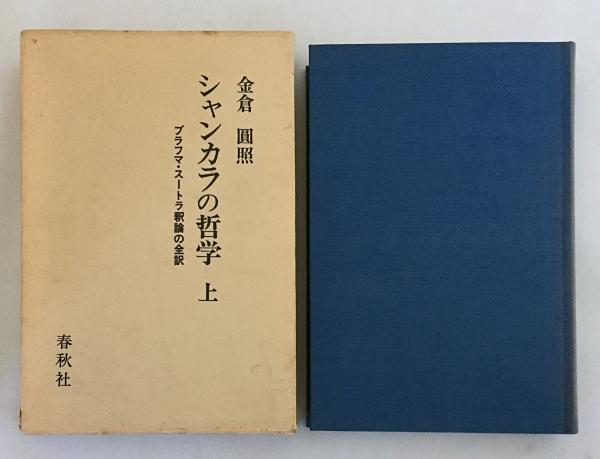 金倉 圓照
シャンカラの哲学 上
ブラフマ・スートラ釈論の全訳
春秋社